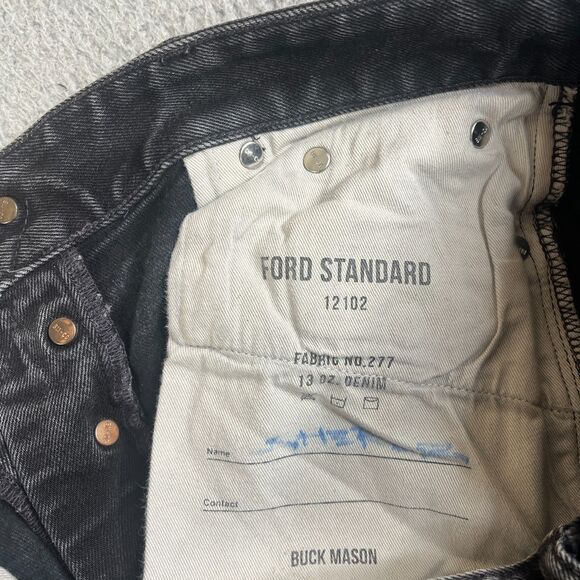 FORD STANDARD
12102
FABRIC NO.277
13 OZ. DENIM
Name
Contact
BUCK MASON